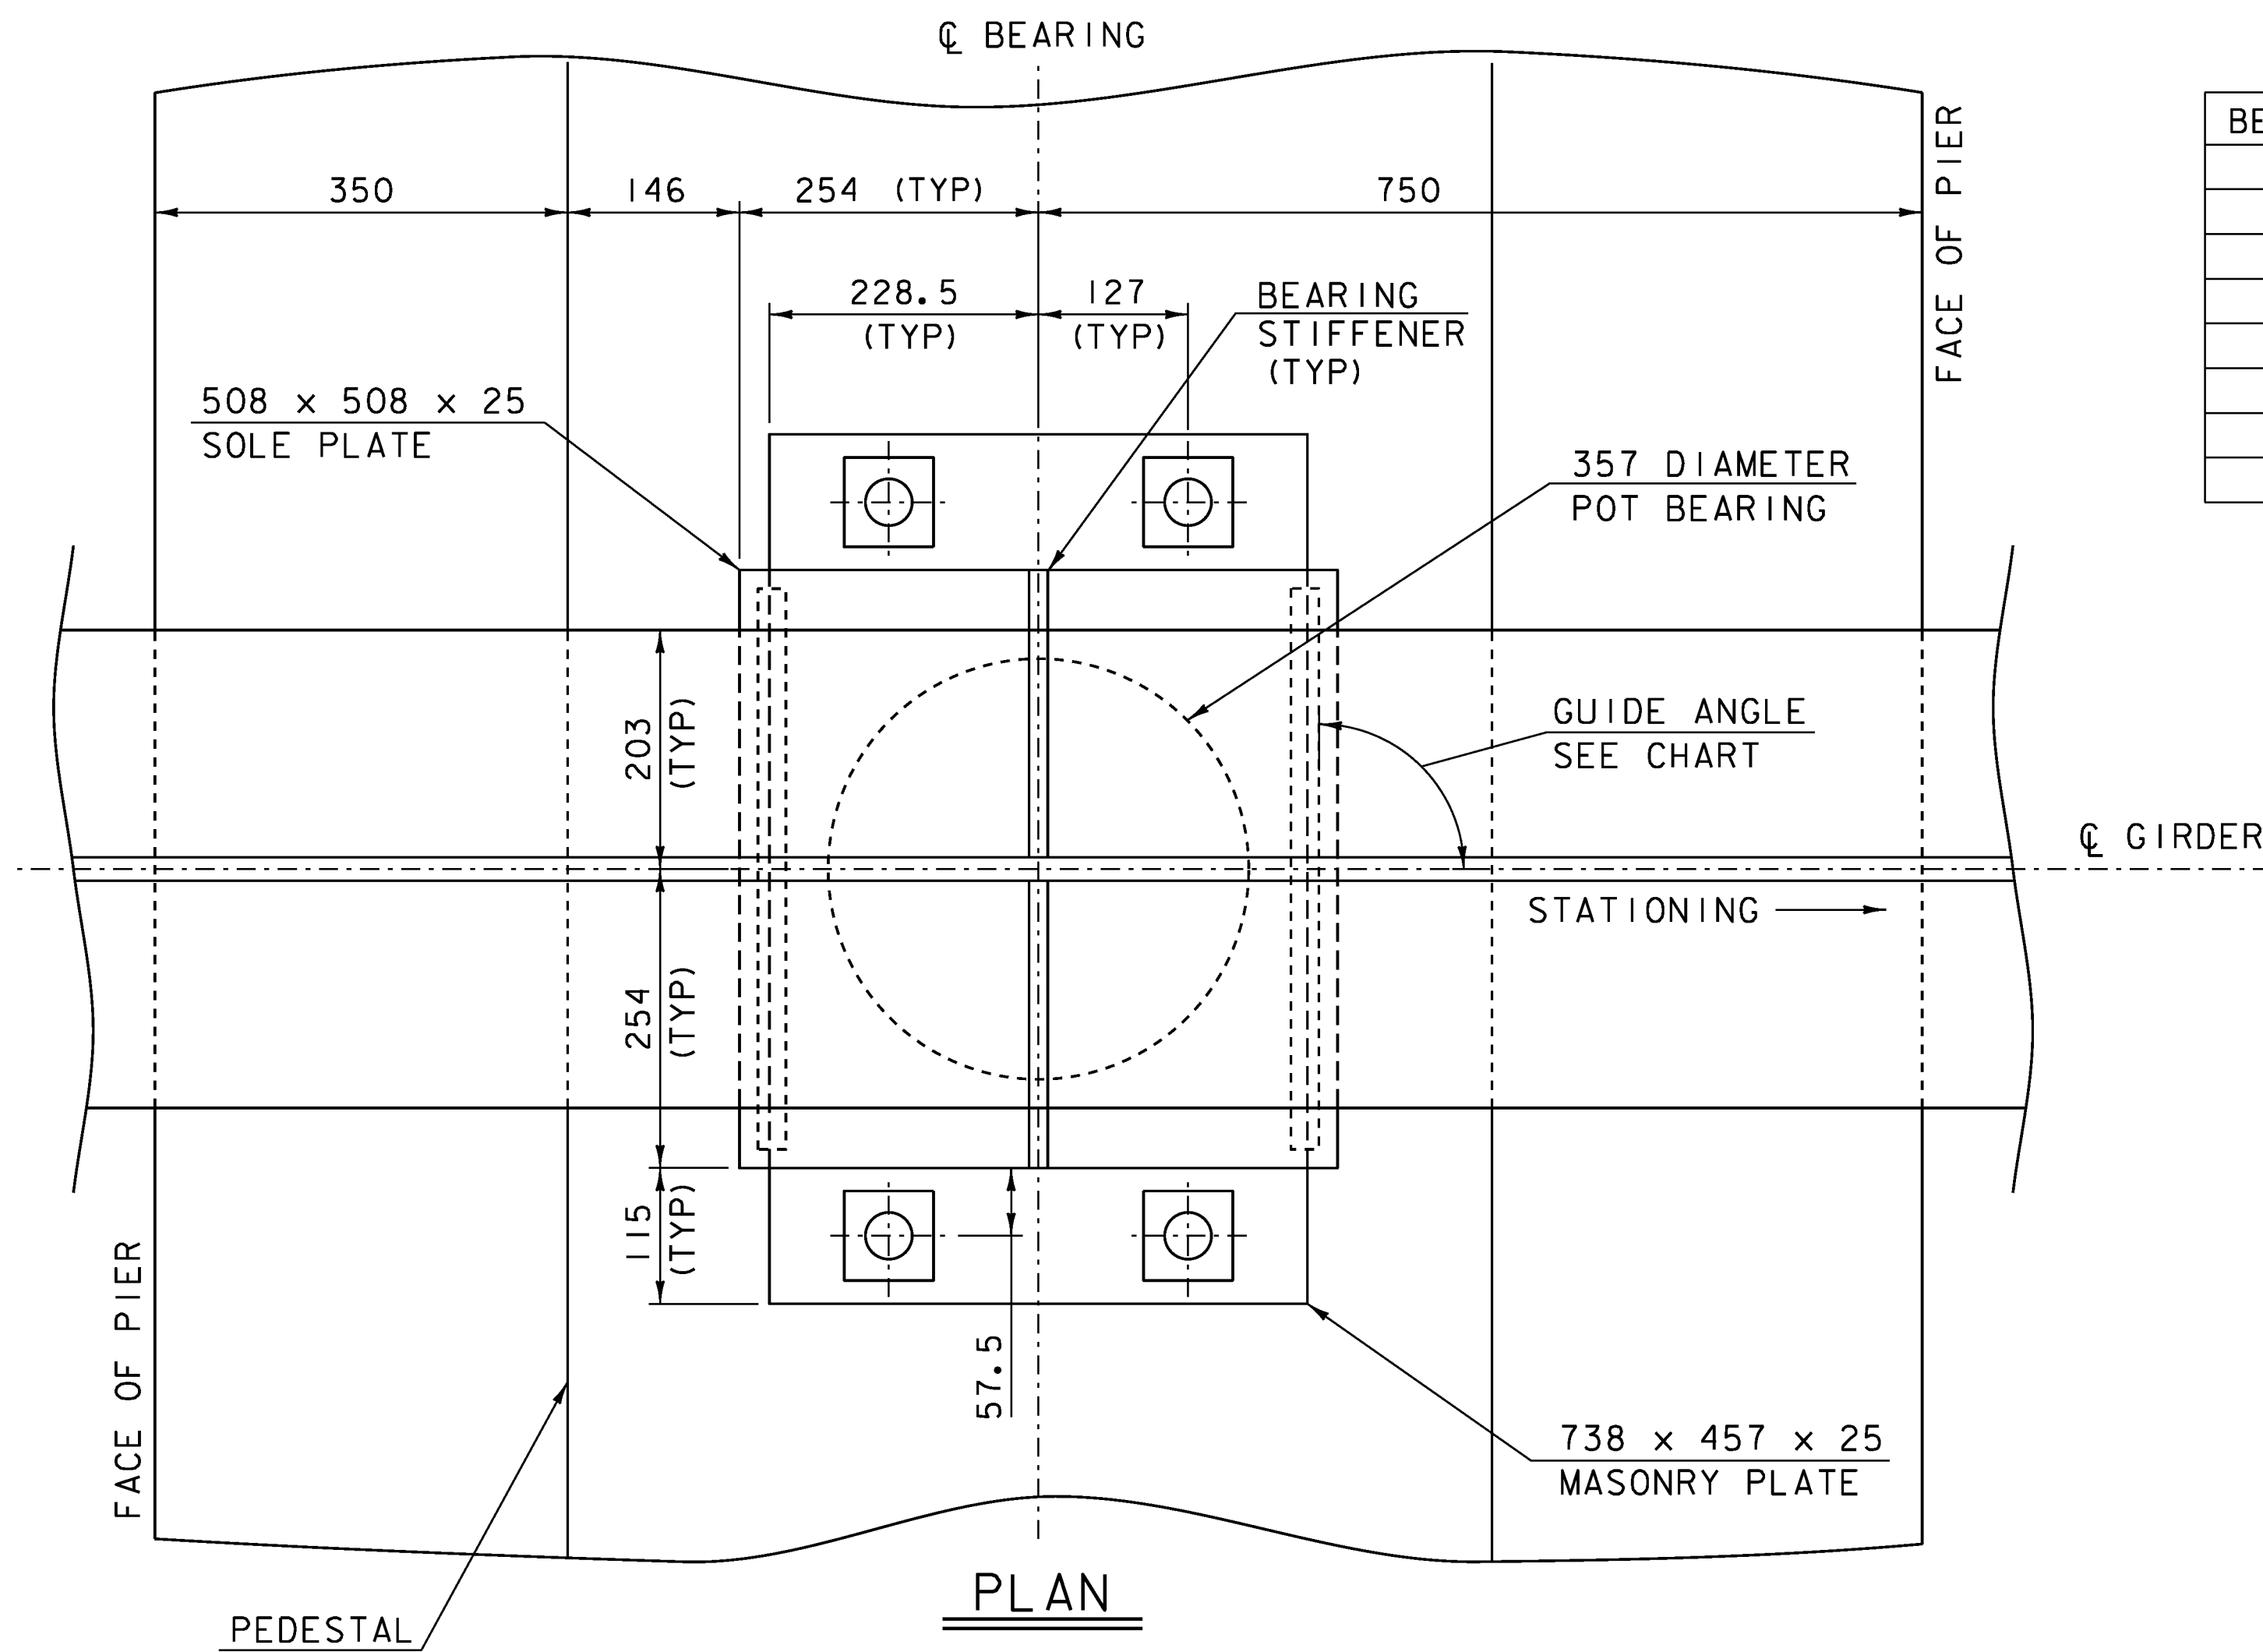 ℄ BEARING
BE
FACE OF PIER
350
146
254 (TYP)
750
228.5
(TYP)
127
(TYP)
BEARING
STIFFENER
(TYP)
508 x 508 x 25
SOLE PLATE
357 DIAMETER
POT BEARING
203
(TYP)
GUIDE ANGLE
SEE CHART
℄ GIRDER
STATIONING
254
(TYP)
115
(TYP)
57.5
FACE OF PIER
738 x 457 x 25
MASONRY PLATE
PLAN
PEDESTAL